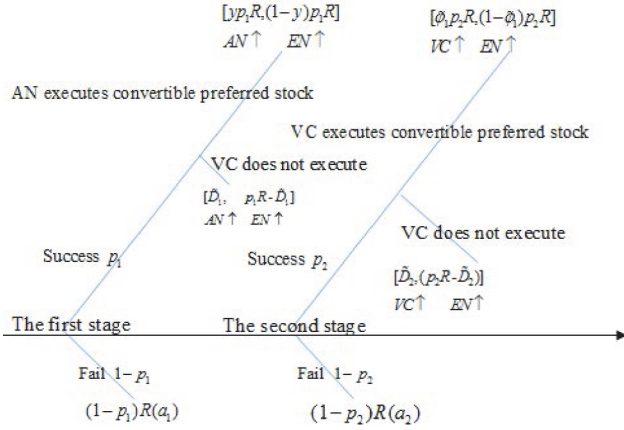 [yp₁R,(1−y)p₁R]
AN↑ EN↑
[φ̃₁p₂R,(1−φ̃₁)p₂R]
VC↑ EN↑
AN executes convertible preferred stock
VC executes convertible preferred stock
VC does not execute
[D̃₁, p₁R-D̃₁]
AN↑ EN↑
VC does not execute
Success p₁
Success p₂
[D̃₂,(p₂R-D̃₂)]
VC↑ EN↑
The first stage
The second stage
Fail 1−p₁
Fail 1−p₂
(1−p₁)R(a₁)
(1−p₂)R(a₂)